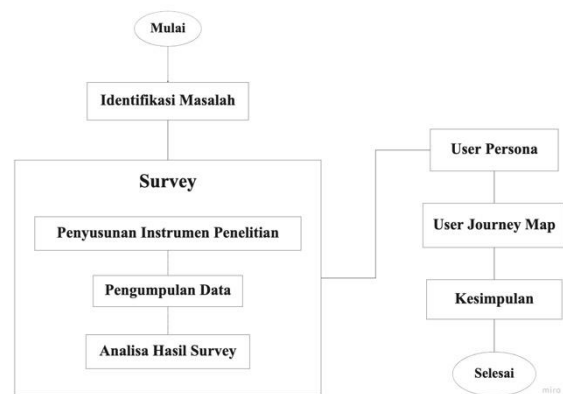 Mulai
Identifikasi Masalah
Survey
Penyusunan Instrumen Penelitian
Pengumpulan Data
Analisa Hasil Survey
User Persona
User Journey Map
Kesimpulan
Selesai
miro